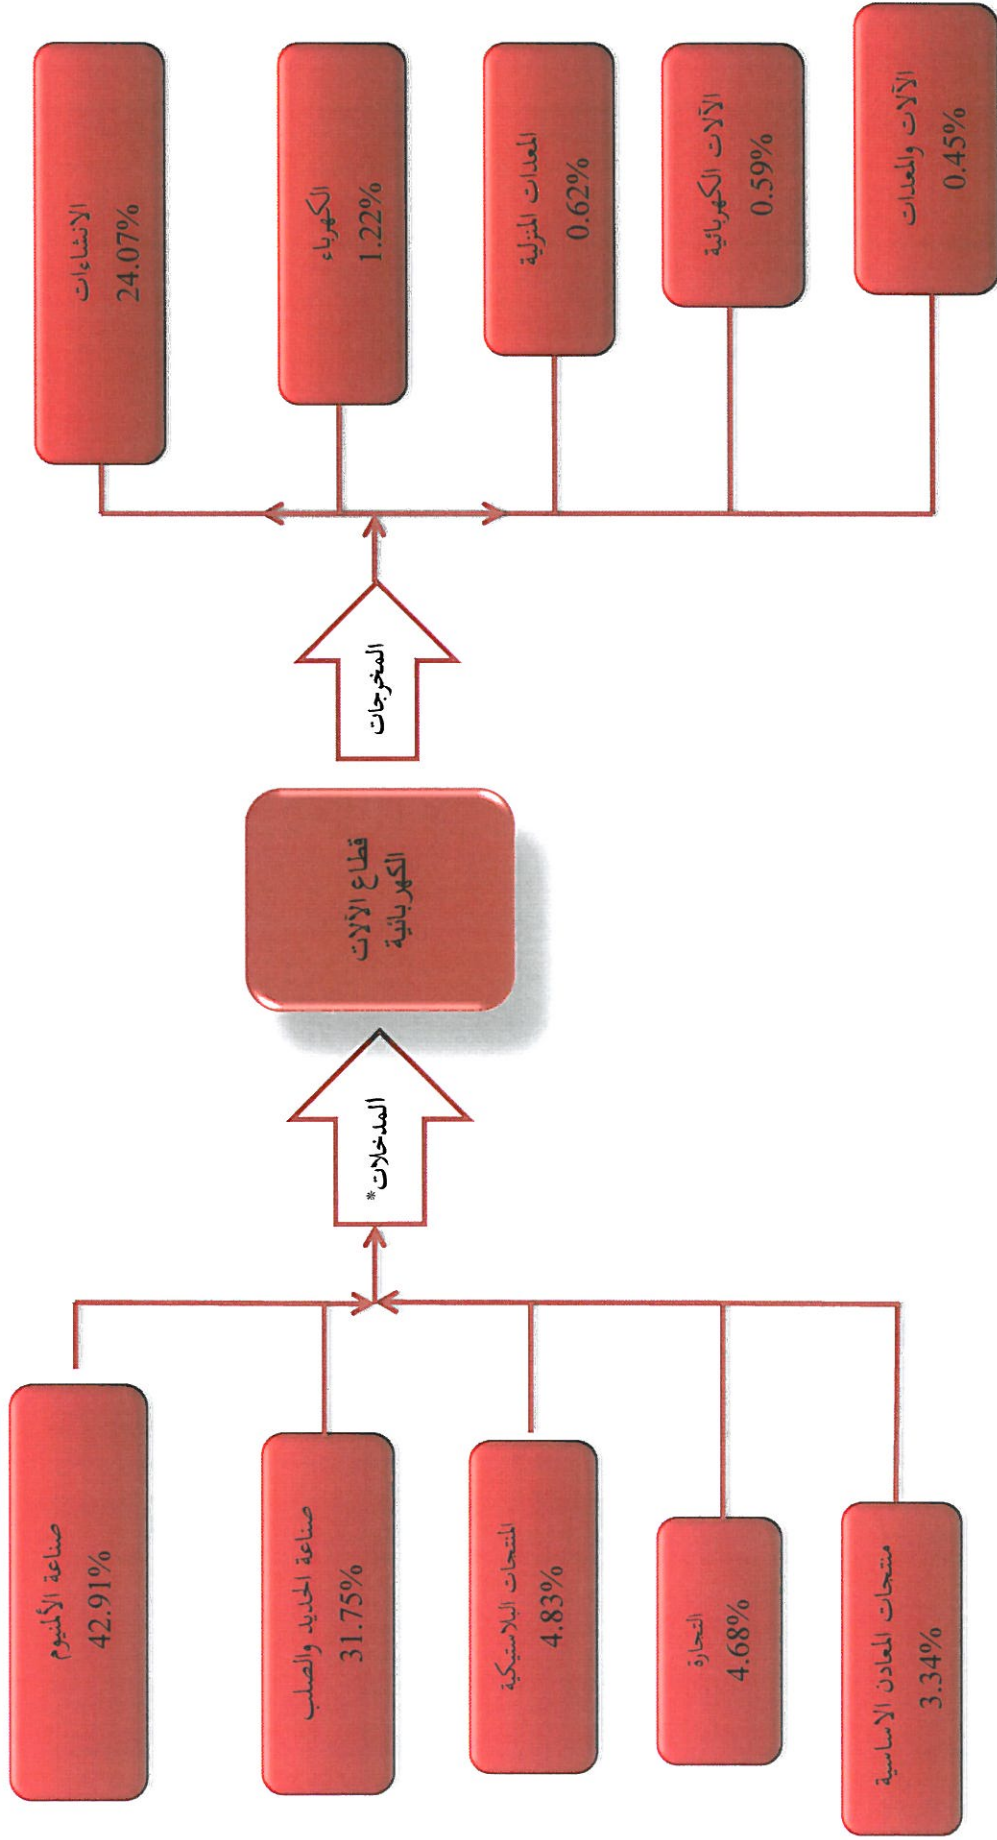 صناعة الألمنيوم
42.91%
صناعة الحديد والصلب
31.75%
المنتجات البلاستيكية
4.83%
التجارة
4.68%
منتجات المعادن الاساسية
3.34%
المدخلات*
قطاع الآلات
الكهربائية
المخرجات
الانشاءات
24.07%
الكهرباء
1.22%
المعدات المنزلية
0.62%
الآلات الكهربائية
0.59%
الآلات والمعدات
0.45%